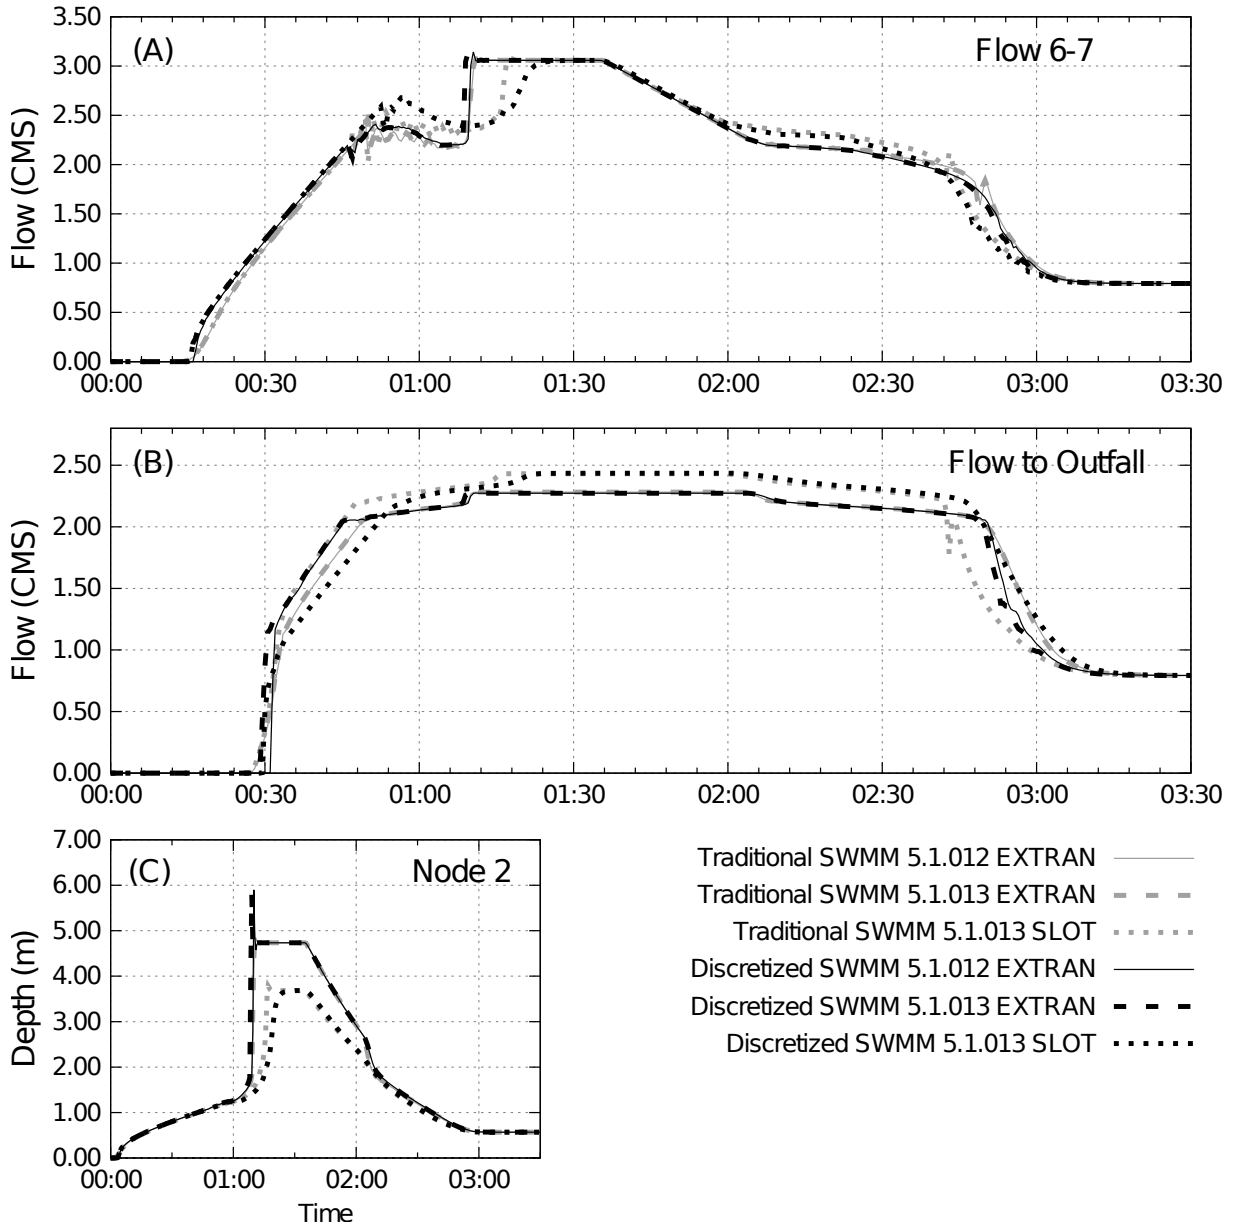 3.50
(A)
Flow 6-7
3.00
2.50
2.00
1.50
1.00
0.50
0.00
Flow (CMS)
00:00 00:30 01:00 01:30 02:00 02:30 03:00 03:30
(B)
Flow to Outfall
2.50
2.00
1.50
1.00
0.50
0.00
Flow (CMS)
00:00 00:30 01:00 01:30 02:00 02:30 03:00 03:30
7.00
(C)
Node 2
6.00
5.00
4.00
3.00
2.00
1.00
0.00
Depth (m)
00:00 01:00 02:00 03:00
Time
Traditional SWMM 5.1.012 EXTRAN
Traditional SWMM 5.1.013 EXTRAN
Traditional SWMM 5.1.013 SLOT
Discretized SWMM 5.1.012 EXTRAN
Discretized SWMM 5.1.013 EXTRAN
Discretized SWMM 5.1.013 SLOT